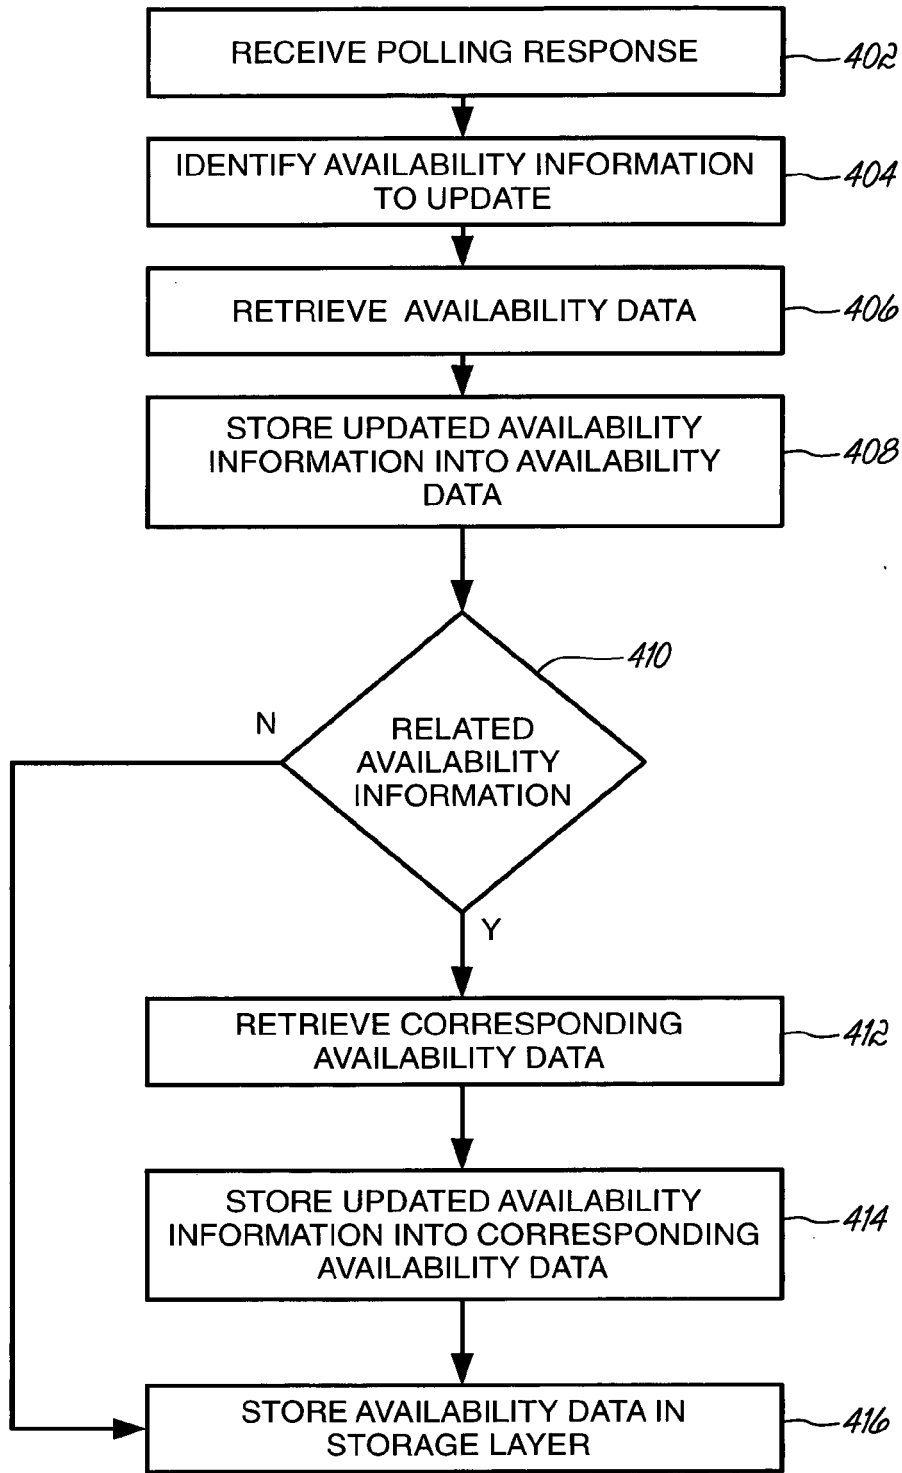 RECEIVE POLLING RESPONSE
402
IDENTIFY AVAILABILITY INFORMATION
TO UPDATE
404
RETRIEVE AVAILABILITY DATA
406
STORE UPDATED AVAILABILITY
INFORMATION INTO AVAILABILITY
DATA
408
410
N
RELATED
AVAILABILITY
INFORMATION
Y
RETRIEVE CORRESPONDING
AVAILABILITY DATA
412
STORE UPDATED AVAILABILITY
INFORMATION INTO CORRESPONDING
AVAILABILITY DATA
414
STORE AVAILABILITY DATA IN
STORAGE LAYER
416